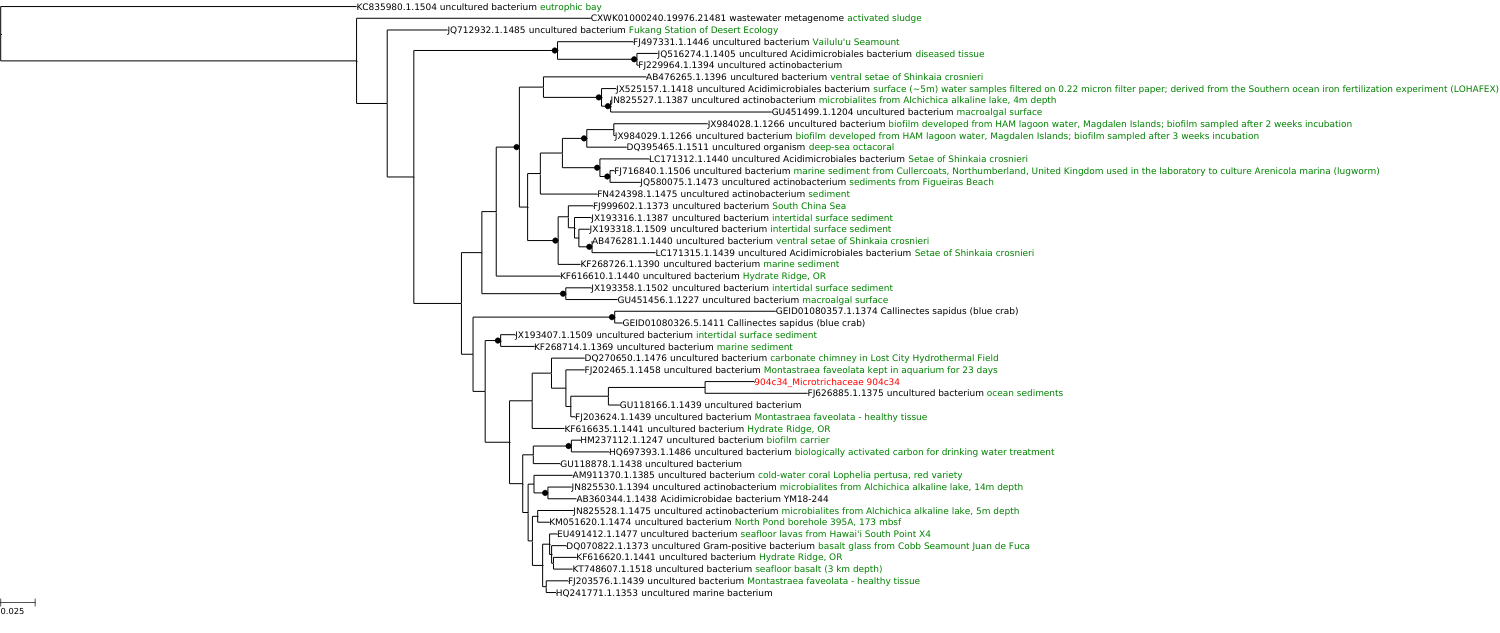 KC835980.1.1504 uncultured bacterium eutrophic bay
CXWK01000240.19976.21481 wastewater metagenome activated sludge
JQ712932.1.1485 uncultured bacterium Fukang Station of Desert Ecology
FJ497331.1.1446 uncultured bacterium Vailulu'u Seamount
JQ516274.1.1405 uncultured Acidimicrobiales bacterium diseased tissue
FJ229964.1.1394 uncultured actinobacterium
AB476265.1.1396 uncultured bacterium ventral setae of Shinkaia crosnieri
JX525157.1.1418 uncultured Acidimicrobiales bacterium surface (~5m) water samples filtered on 0.22 micron filter paper; derived from the Southern ocean iron fertilization experiment (LOHAFEX)
JN825527.1.1387 uncultured actinobacterium microbialites from Alchichica alkaline lake, 4m depth
GU451499.1.1204 uncultured bacterium macroalgal surface
JX984028.1.1266 uncultured bacterium biofilm developed from HAM lagoon water, Magdalen Islands; biofilm sampled after 2 weeks incubation
JX984029.1.1266 uncultured bacterium biofilm developed from HAM lagoon water, Magdalen Islands; biofilm sampled after 3 weeks incubation
DQ395465.1.1511 uncultured organism deep-sea octacoral
LC171312.1.1440 uncultured Acidimicrobiales bacterium Setae of Shinkaia crosnieri
FJ716840.1.1506 uncultured bacterium marine sediment from Cullercoats, Northumberland, United Kingdom used in the laboratory to culture Arenicola marina (lugworm)
JQ580075.1.1473 uncultured actinobacterium sediments from Figueiras Beach
FN424398.1.1475 uncultured actinobacterium sediment
FJ999602.1.1373 uncultured bacterium South China Sea
JX193316.1.1387 uncultured bacterium intertidal surface sediment
JX193318.1.1509 uncultured bacterium intertidal surface sediment
AB476281.1.1440 uncultured bacterium ventral setae of Shinkaia crosnieri
LC171315.1.1439 uncultured Acidimicrobiales bacterium Setae of Shinkaia crosnieri
KF268726.1.1390 uncultured bacterium marine sediment
KF616610.1.1440 uncultured bacterium Hydrate Ridge, OR
JX193358.1.1502 uncultured bacterium intertidal surface sediment
GU451456.1.1227 uncultured bacterium macroalgal surface
GEID01080357.1.1374 Callinectes sapidus (blue crab)
GEID01080326.5.1411 Callinectes sapidus (blue crab)
JX193407.1.1509 uncultured bacterium intertidal surface sediment
KF268714.1.1369 uncultured bacterium marine sediment
DQ270650.1.1476 uncultured bacterium carbonate chimney in Lost City Hydrothermal Field
FJ202465.1.1458 uncultured bacterium Montastraea faveolata kept in aquarium for 23 days
904c34_Microtrichaceae 904c34
FJ626885.1.1375 uncultured bacterium ocean sediments
GU118166.1.1439 uncultured bacterium
FJ203624.1.1439 uncultured bacterium Montastraea faveolata - healthy tissue
KF616635.1.1441 uncultured bacterium Hydrate Ridge, OR
HM237112.1.1247 uncultured bacterium biofilm carrier
HQ697393.1.1486 uncultured bacterium biologically activated carbon for drinking water treatment
GU118878.1.1438 uncultured bacterium
AM911370.1.1385 uncultured bacterium cold-water coral Lophelia pertusa, red variety
JN825530.1.1394 uncultured actinobacterium microbialites from Alchichica alkaline lake, 14m depth
AB360344.1.1438 Acidimicrobidae bacterium YM18-244
JN825528.1.1475 uncultured actinobacterium microbialites from Alchichica alkaline lake, 5m depth
KM051620.1.1474 uncultured bacterium North Pond borehole 395A, 173 mbsf
EU491412.1.1477 uncultured bacterium seafloor lavas from Hawai'i South Point X4
DQ070822.1.1373 uncultured Gram-positive bacterium basalt glass from Cobb Seamount Juan de Fuca
KF616620.1.1441 uncultured bacterium Hydrate Ridge, OR
KT748607.1.1518 uncultured bacterium seafloor basalt (3 km depth)
FJ203576.1.1439 uncultured bacterium Montastraea faveolata - healthy tissue
HQ241771.1.1353 uncultured marine bacterium
0.025